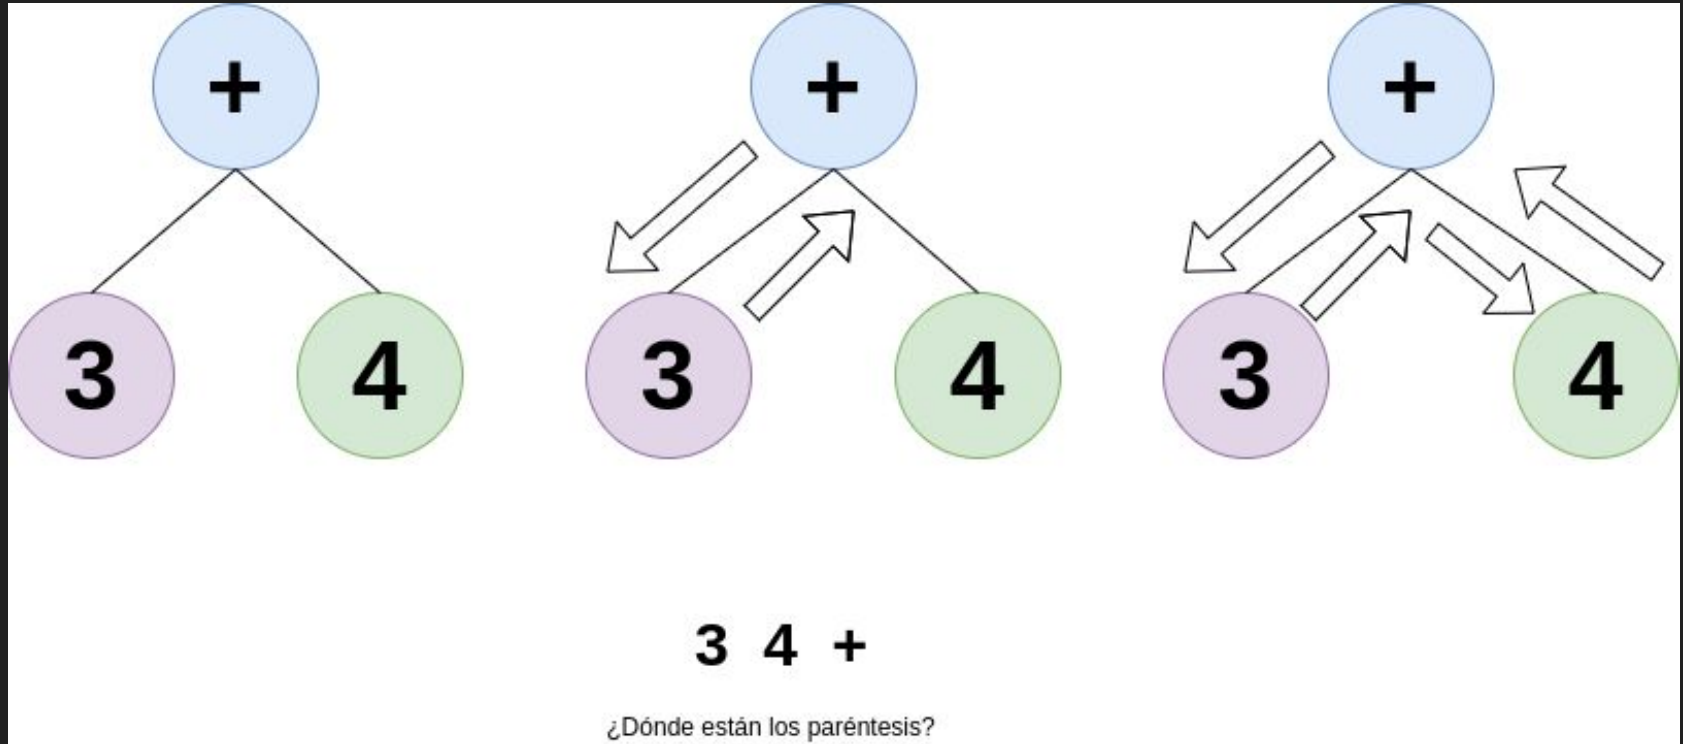 + + +
3 4 3 4 3 4
3 4 +
¿Dónde están los paréntesis?